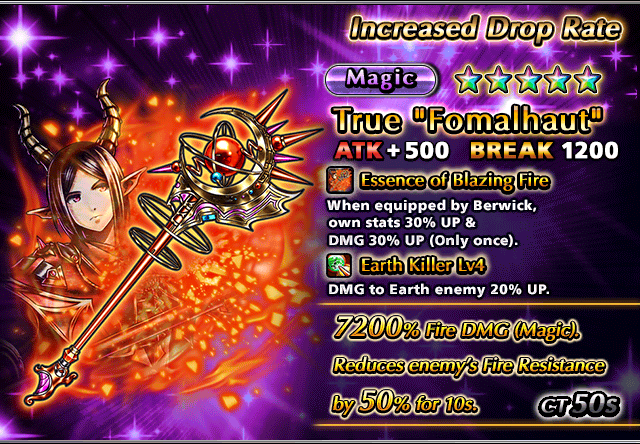 Increased Drop Rate
Magic
True "Fomalhaut"
ATK+500 BREAK 1200
Essence of Blazing Fire
When equipped by Berwick,
own stats 30% UP &
DMG 30% UP (Only once).
Earth Killer Lv4
DMG to Earth enemy 20% UP.
7200% Fire DMG (Magic).
Reduces enemy's Fire Resistance
by 50% for 10s. CT 50s